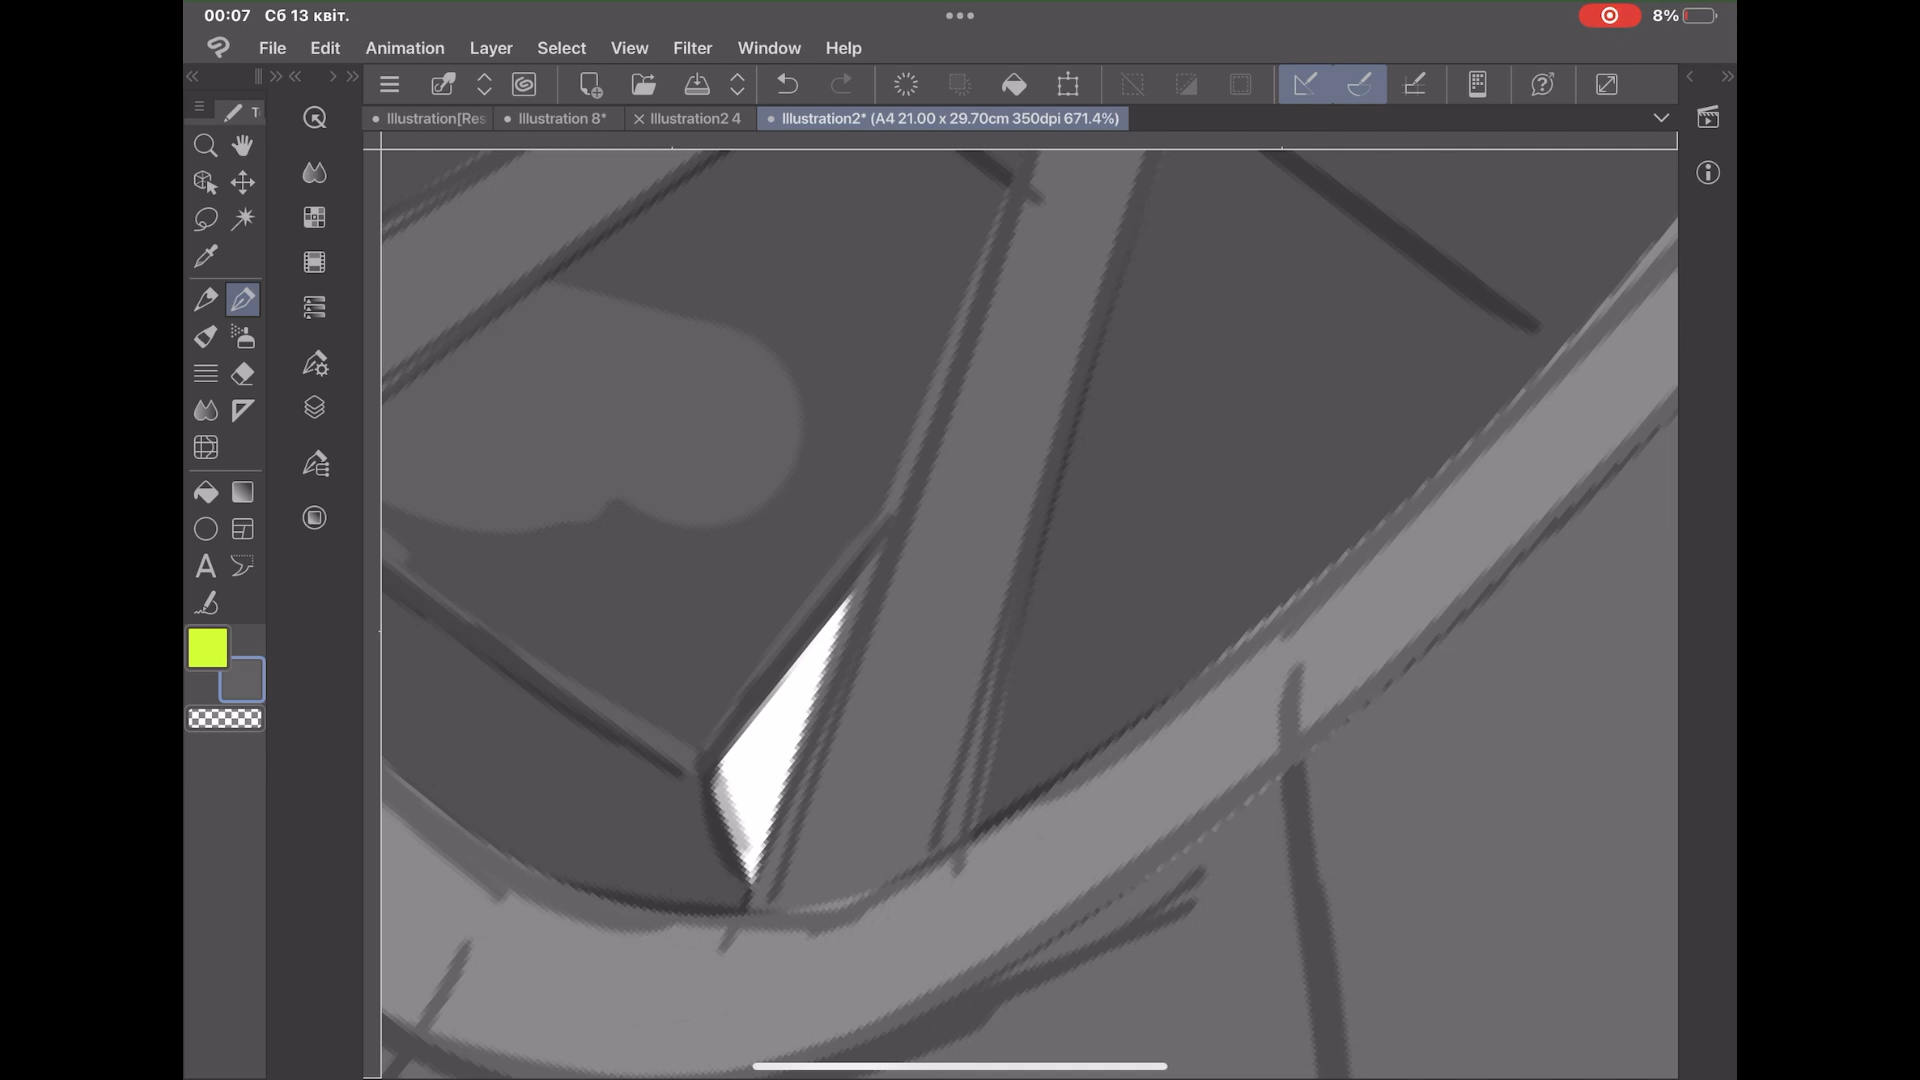 00:07 Сб 13 квіт. 8%
File Edit Animation Layer Select View Filter Window Help
Illustration[Res Illustration 8* Illustration2 4 Illustration2* (A4 21.00 x 29.70cm 350dpi 671.4%)